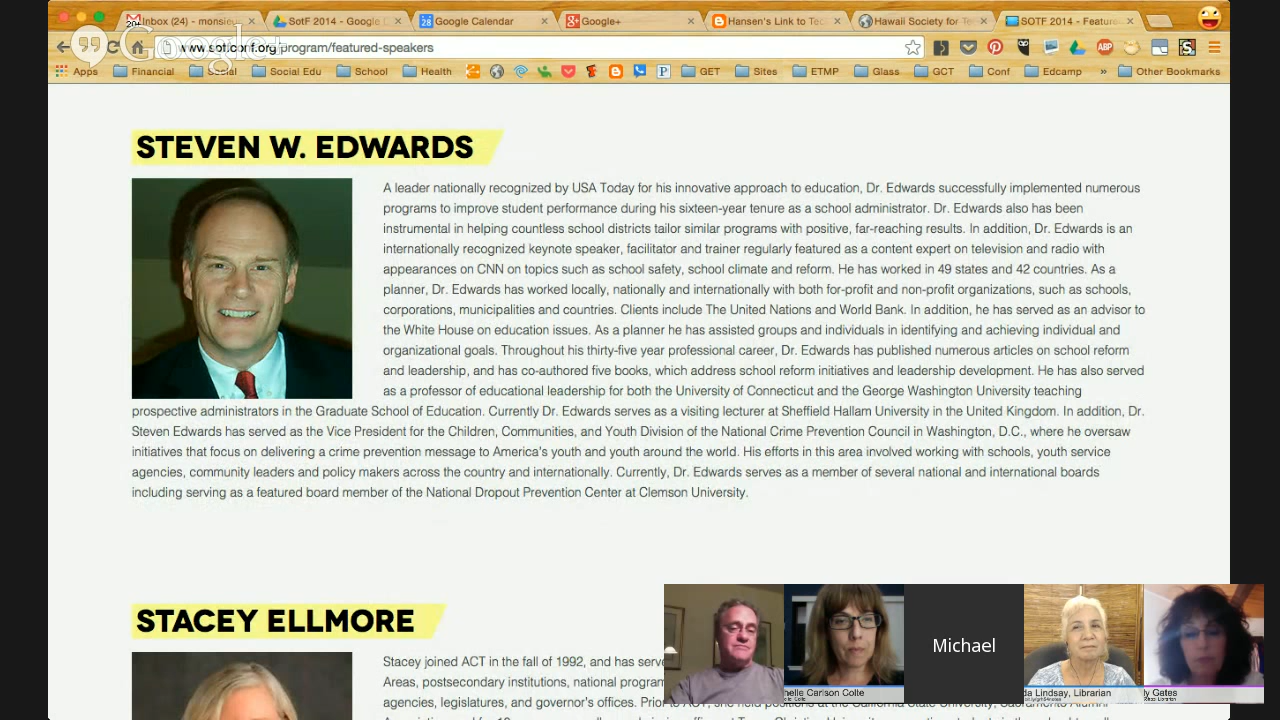 Inbox (24) - monsieu
SotF 2014 - Google D
Google Calendar
Google+
Hansen's Link to Tec
Hawaii Society for Te
SOTF 2014 - Feature
Google+
www.sotfconf.org/program/featured-speakers
Apps Financial Social Social Edu School Health GET Sites ETMP Glass GCT Conf Edcamp » Other Bookmarks
STEVEN W. EDWARDS
A leader nationally recognized by USA Today for his innovative approach to education, Dr. Edwards successfully implemented numerous
programs to improve student performance during his sixteen-year tenure as a school administrator. Dr. Edwards also has been
instrumental in helping countless school districts tailor similar programs with positive, far-reaching results. In addition, Dr. Edwards is an
internationally recognized keynote speaker, facilitator and trainer regularly featured as a content expert on television and radio with
appearances on CNN on topics such as school safety, school climate and reform. He has worked in 49 states and 42 countries. As a
planner, Dr. Edwards has worked locally, nationally and internationally with both for-profit and non-profit organizations, such as schools,
corporations, municipalities and countries. Clients include The United Nations and World Bank. In addition, he has served as an advisor to
the White House on education issues. As a planner he has assisted groups and individuals in identifying and achieving individual and
organizational goals. Throughout his thirty-five year professional career, Dr. Edwards has published numerous articles on school reform
and leadership, and has co-authored five books, which address school reform initiatives and leadership development. He has also served
as a professor of educational leadership for both the University of Connecticut and the George Washington University teaching
prospective administrators in the Graduate School of Education. Currently Dr. Edwards serves as a visiting lecturer at Sheffield Hallam University in the United Kingdom. In addition, Dr.
Steven Edwards has served as the Vice President for the Children, Communities, and Youth Division of the National Crime Prevention Council in Washington, D.C., where he oversaw
initiatives that focus on delivering a crime prevention message to America's youth and youth around the world. His efforts in this area involved working with schools, youth service
agencies, community leaders and policy makers across the country and internationally. Currently, Dr. Edwards serves as a member of several national and international boards
including serving as a featured board member of the National Dropout Prevention Center at Clemson University.
STACEY ELLMORE
Stacey joined ACT in the fall of 1992, and has serv
Areas, postsecondary institutions, national program
agencies, legislatures, and governor's offices.
Michael
helle Carlson Colte
da Lindsay, Librarian
ly Gates